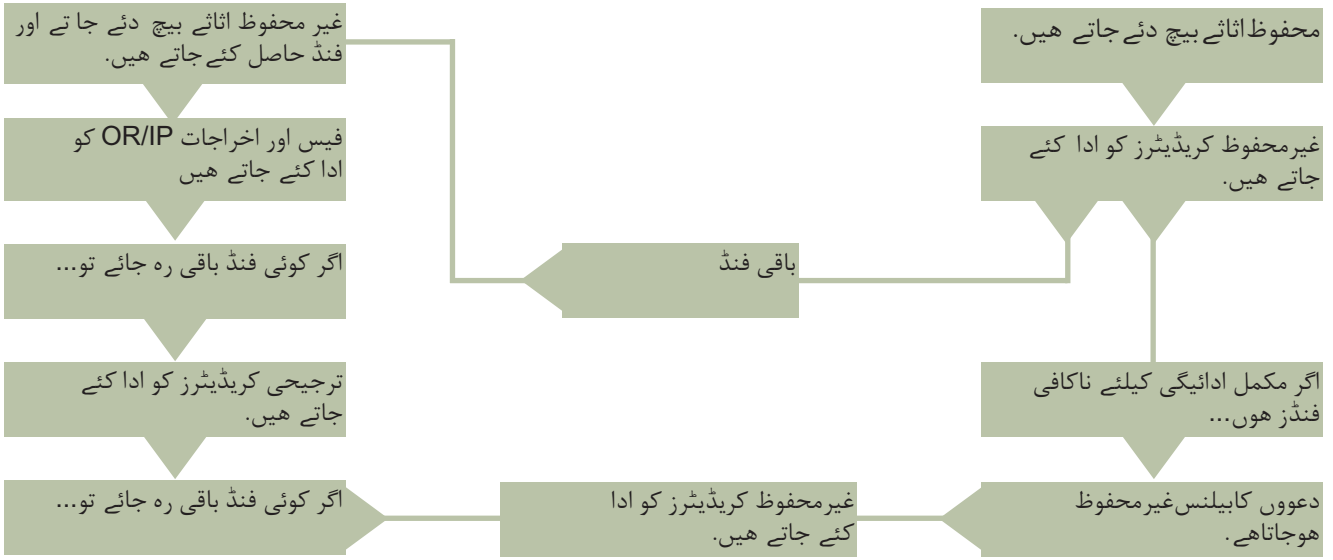 محفوظ اثاثے بیچ دئے جاتے ھیں.
غیرمحفوظ کریڈیٹرز کو ادا کئے
جاتے ھیں.
باقی فنڈ
غیر محفوظ اثاثے بیچ دئے جا تے اور
فنڈ حاصل کئے جاتے ھیں.
فیس اور اخراجات OR/IP کو
ادا کئے جاتے ھیں
اگر کوئی فنڈ باقی رہ جائے تو...
ترجیحی کریڈیٹرز کو ادا کئے
جاتے ھیں.
اگر کوئی فنڈ باقی رہ جائے تو...
اگر مکمل ادائیگی کیلئے ناکافی
فنڈز ھوں...
دعووں کابیلنس غیرمحفوظ
ھوجاتاھے.
غیرمحفوظ کریڈیٹرز کو ادا
کئے جاتے ھیں.